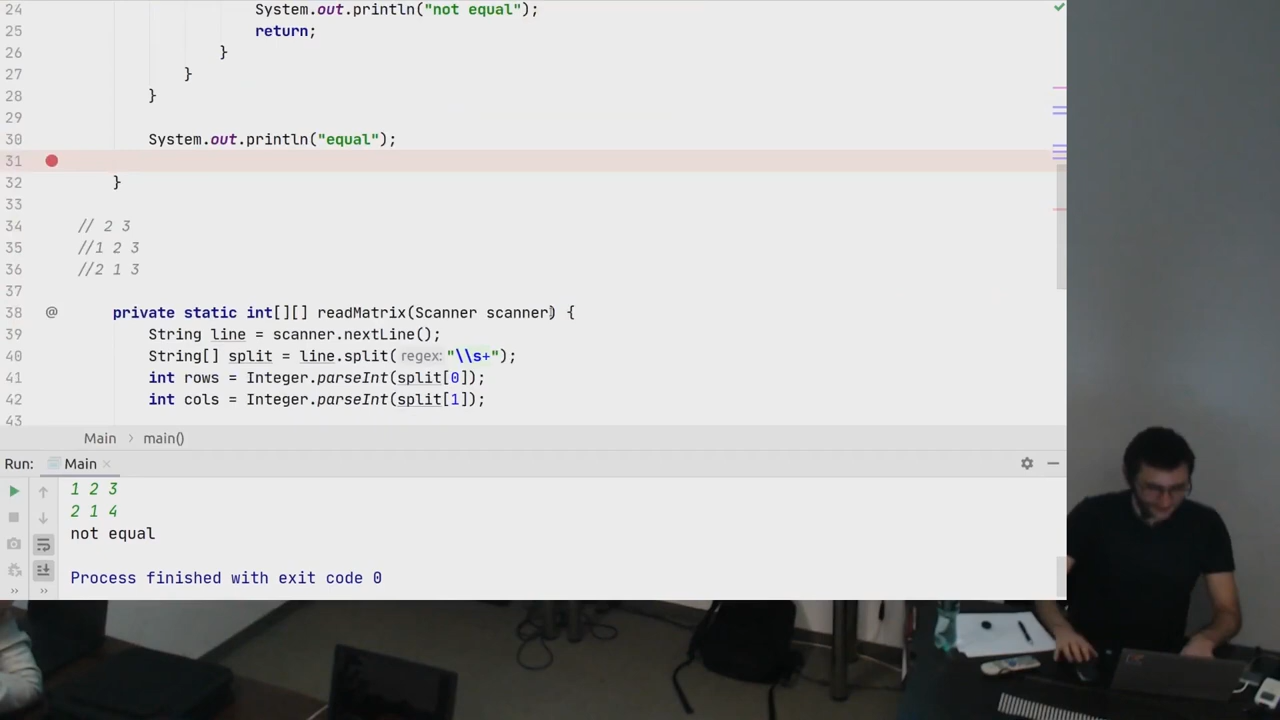 24 System.out.println("not equal");
25 return;
26 }
27 }
28 }
29
30 System.out.println("equal");
31
32 }
33
34 // 2 3
35 //1 2 3
36 //2 1 3
37
38 @ private static int[][] readMatrix(Scanner scanner) {
39 String line = scanner.nextLine();
40 String[] split = line.split( regex: "\\s+");
41 int rows = Integer.parseInt(split[0]);
42 int cols = Integer.parseInt(split[1]);
43
Main › main()
Run: Main ×
1 2 3
2 1 4
not equal
Process finished with exit code 0